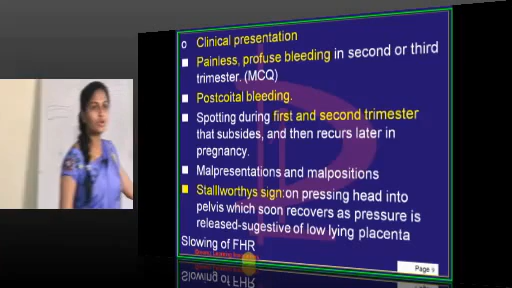 Clinical presentation
Painless, profuse bleeding in second or third
trimester. (MCQ)
Postcoital bleeding.
Spotting during first and second trimester
that subsides, and then recurs later in
pregnancy.
Malpresentations and malpositions
Stalllworthys sign:on pressing head into
pelvis which soon recovers as pressure is
released-sugestive of low lying placenta
Slowing of FHR
Page